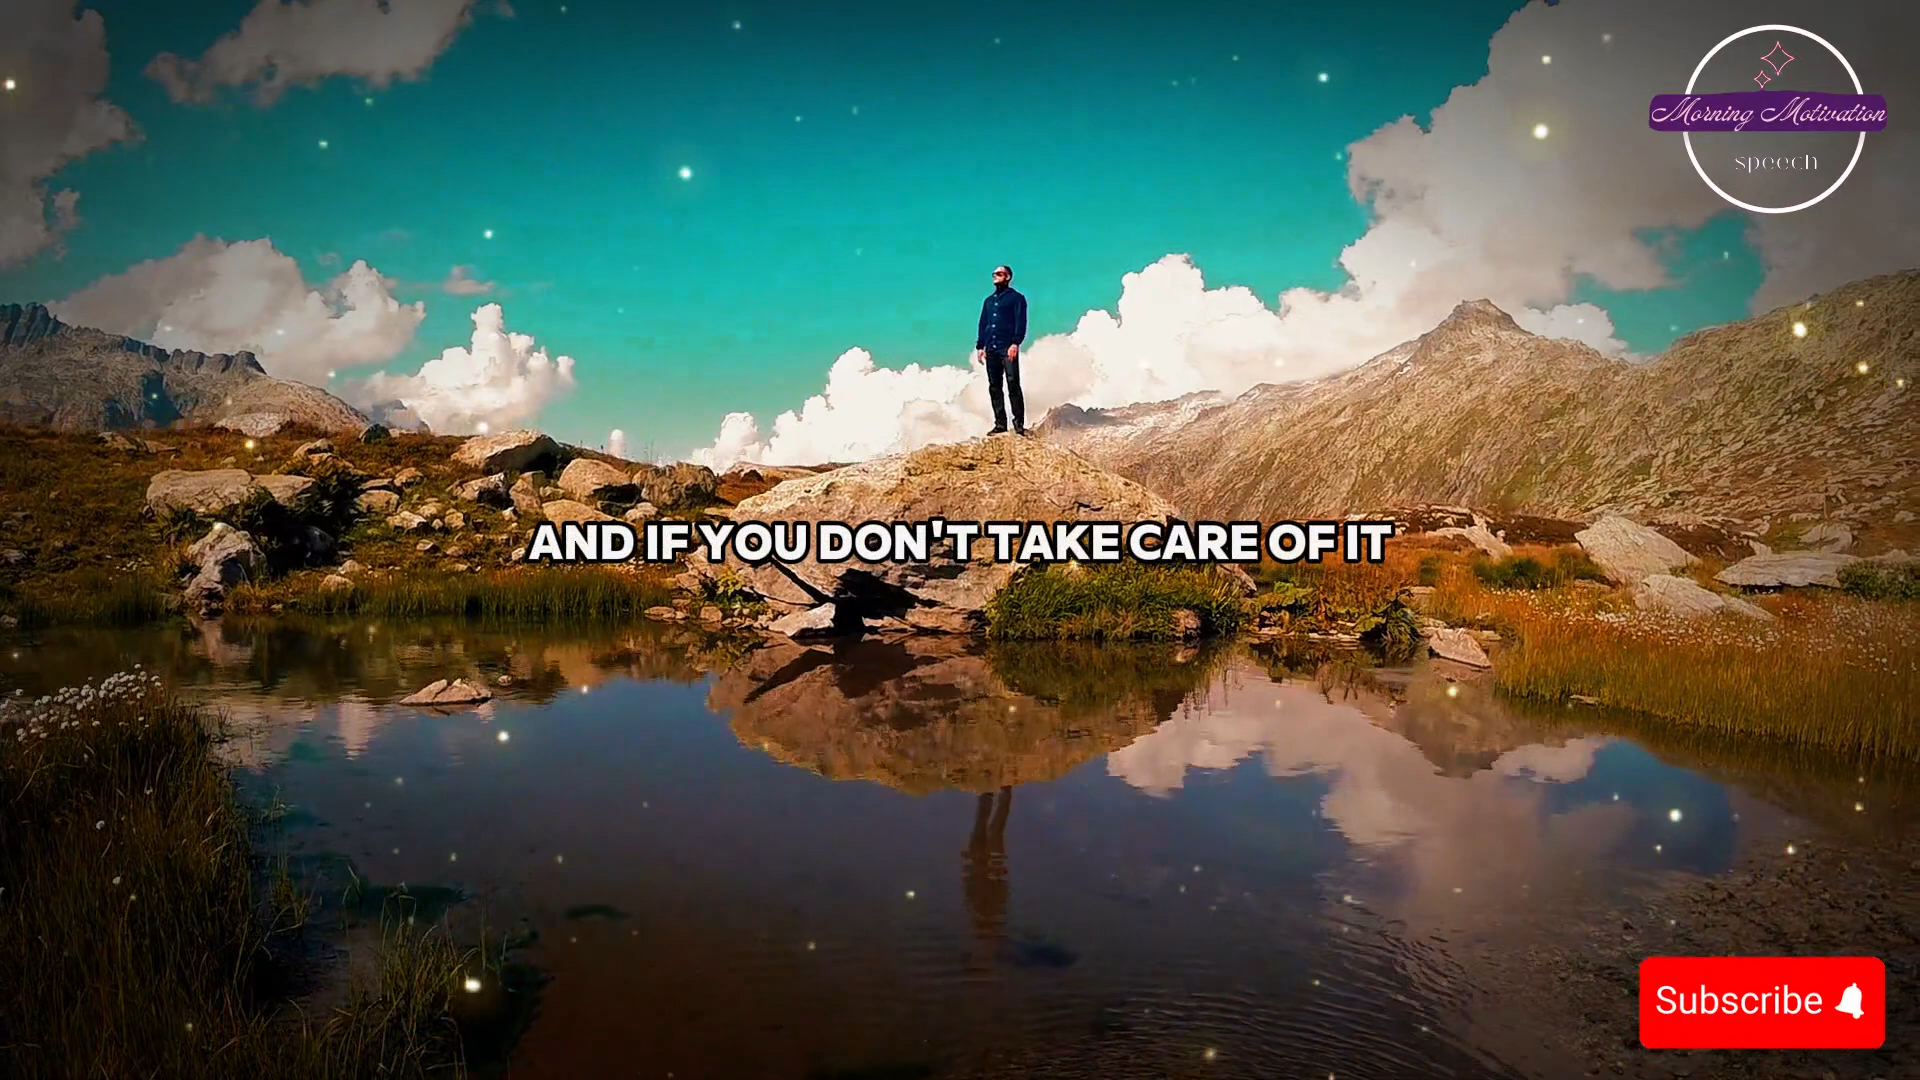 Morning Motivation
speech
AND IF YOU DON'T TAKE CARE OF IT
Subscribe